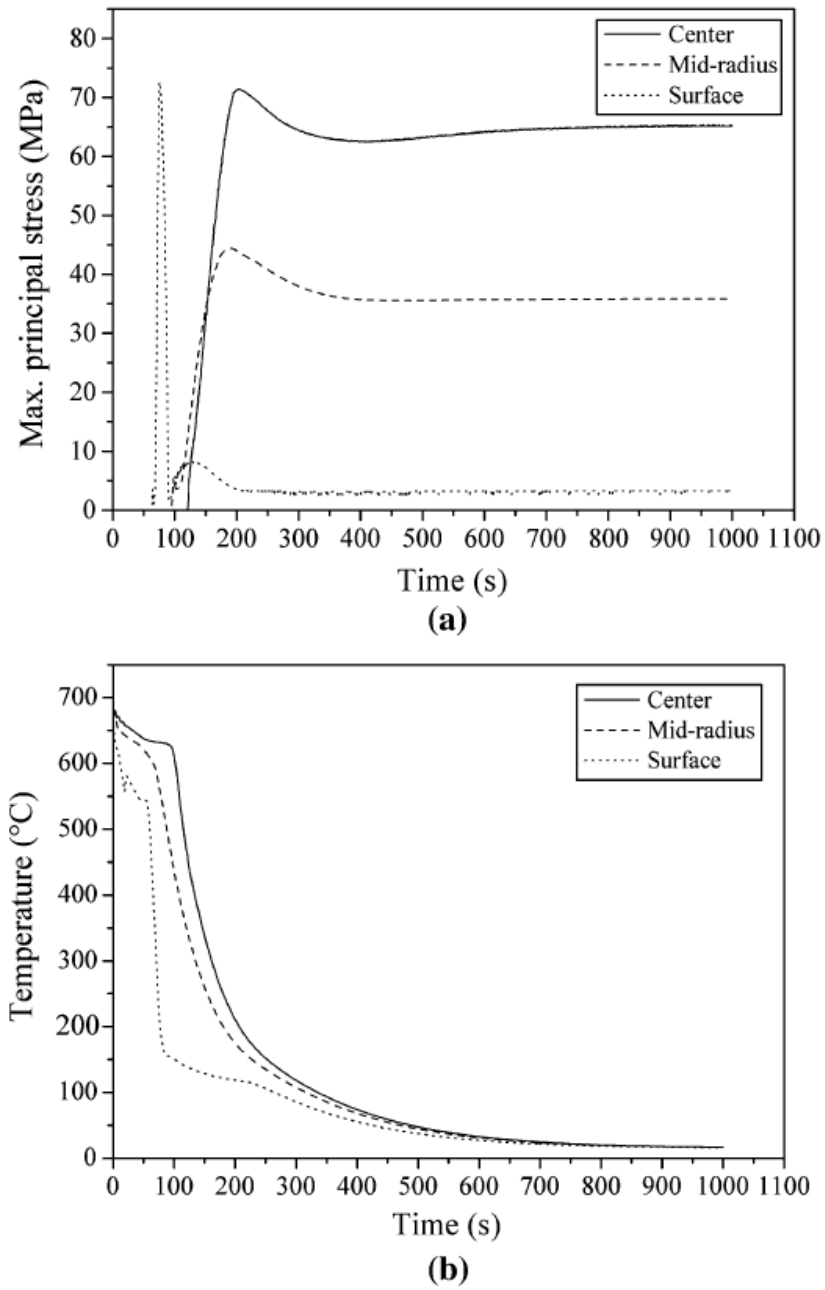 80
70
60
50
40
30
20
10
0
Max. principal stress (MPa)
Center
Mid-radius
Surface
0 100 200 300 400 500 600 700 800 900 1000 1100
Time (s)
(a)
700
600
500
400
300
200
100
0
Temperature (°C)
Center
Mid-radius
Surface
0 100 200 300 400 500 600 700 800 900 1000 1100
Time (s)
(b)